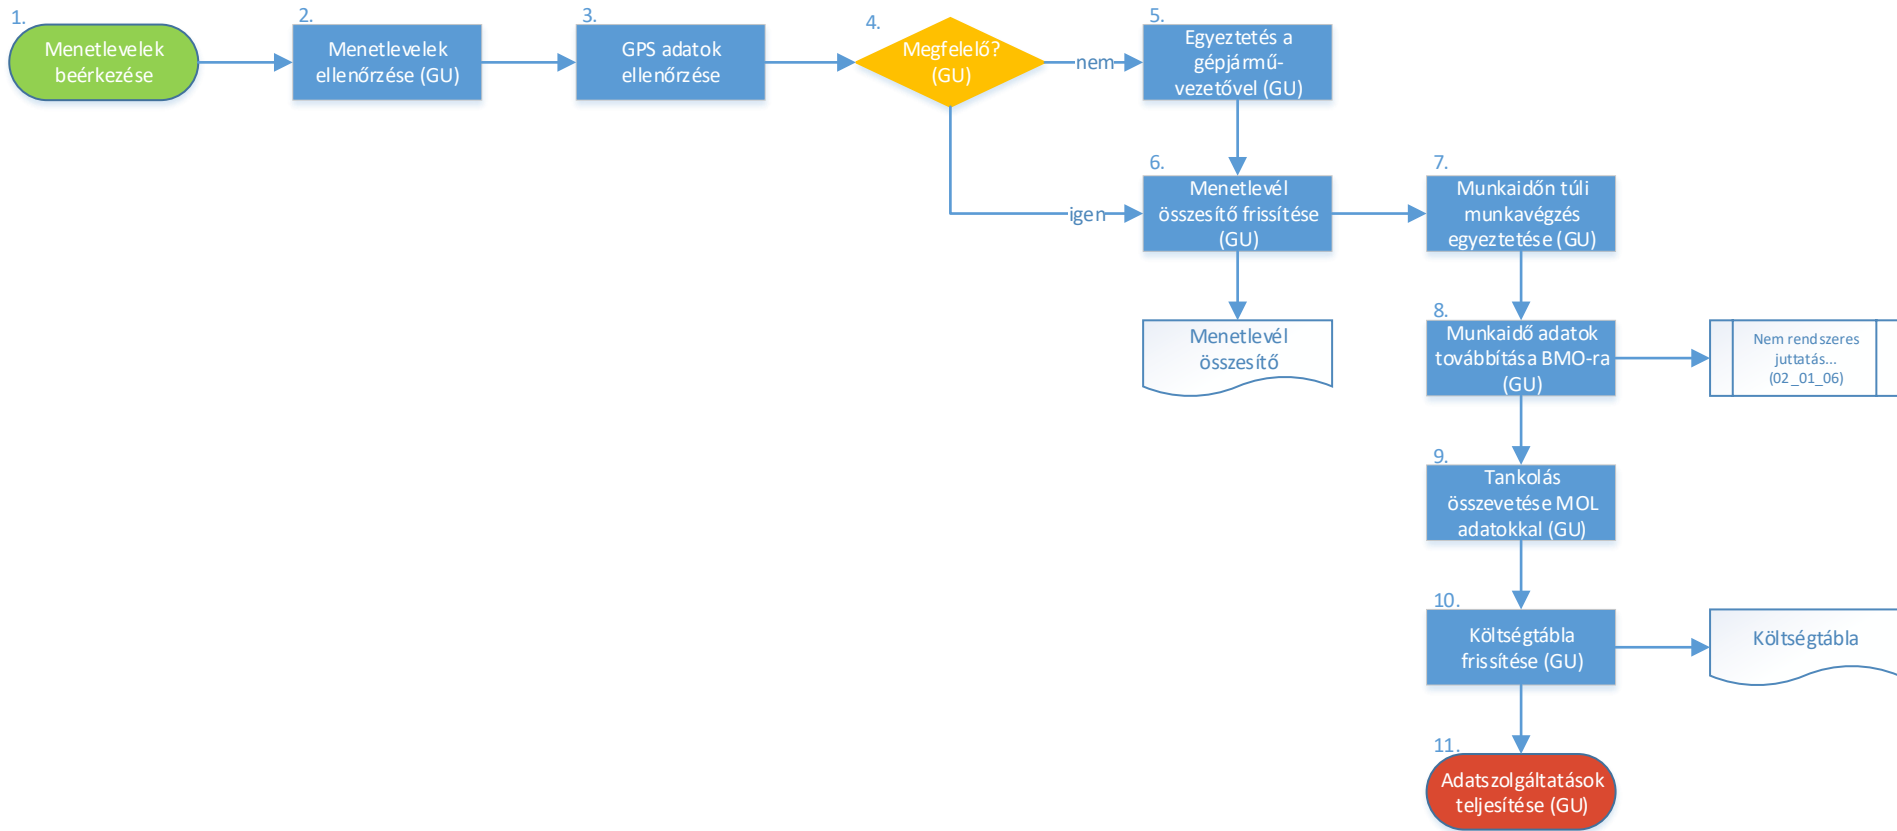 1.
Menetlevelek
beérkezése
2.
Menetlevelek
ellenőrzése (GU)
3.
GPS adatok
ellenőrzése
4.
Megfelelő?
(GU)
nem
igen
5.
Egyeztetés a
gépjármű-
vezetővel (GU)
6.
Menetlevél
összesítő frissítése
(GU)
Menetlevél
összesítő
7.
Munkaidőn túli
munkavégzés
egyeztetése (GU)
8.
Munkaidő adatok
továbbítása BMO-ra
(GU)
Nem rendszeres
juttatás...
(02_01_06)
9.
Tankolás
összevetése MOL
adatokkal (GU)
10.
Költségtábla
frissítése (GU)
Költségtábla
11.
Adatszolgáltatások
teljesítése (GU)